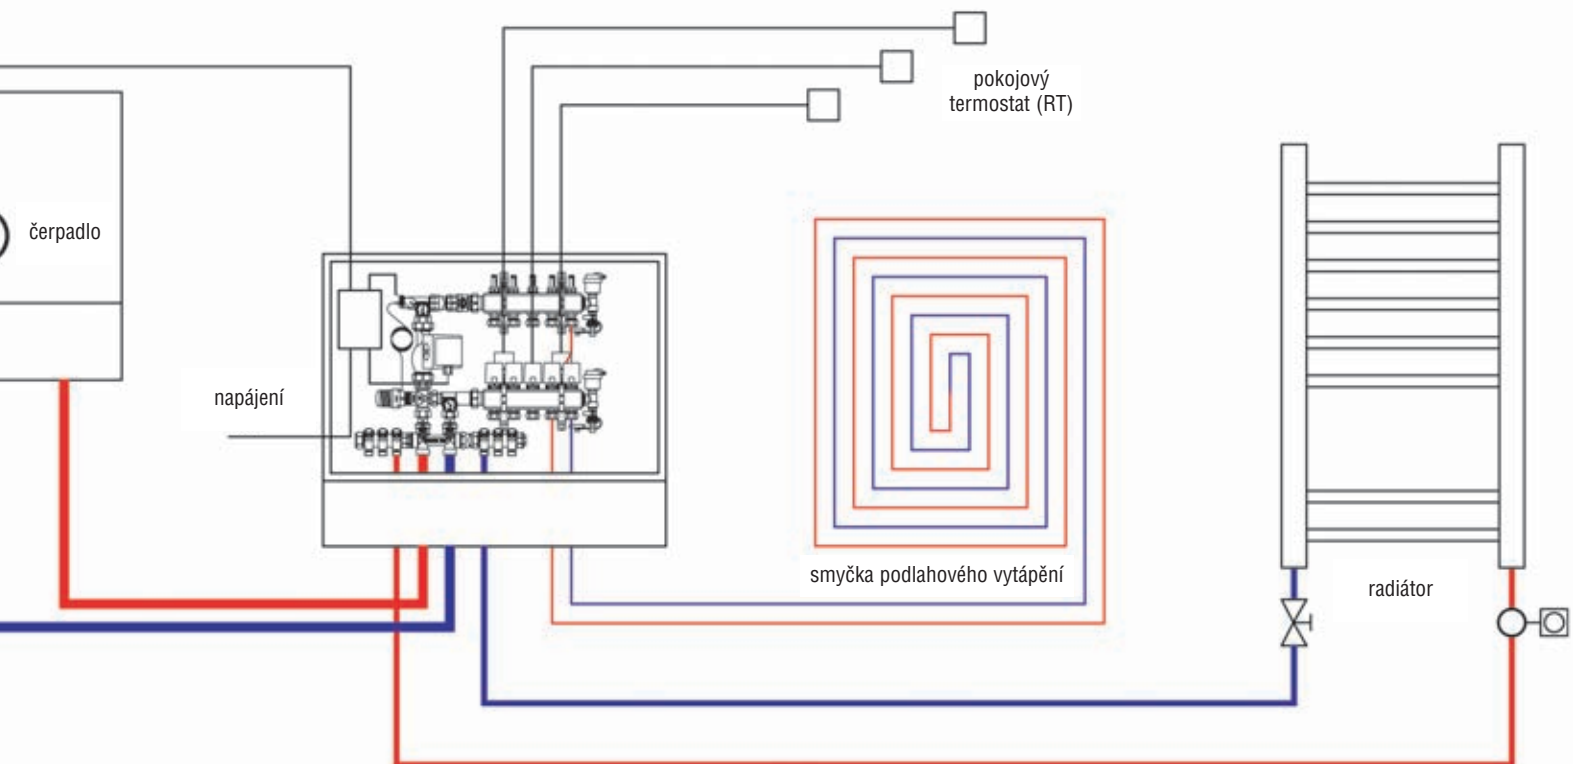 pokojový
termostat (RT)
čerpadlo
napájení
smyčka podlahového vytápění
radiátor